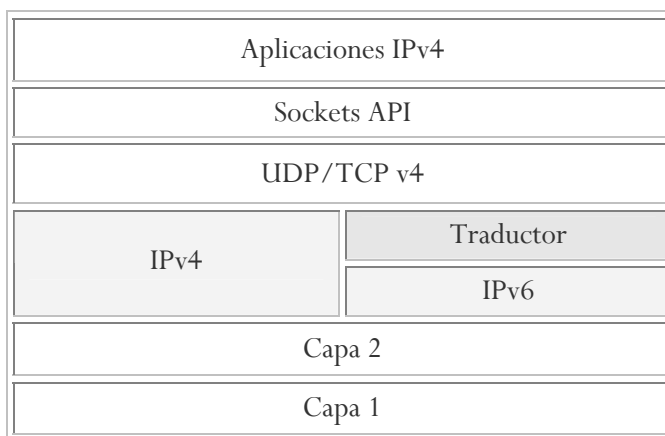 Aplicaciones IPv4
Sockets API
UDP/TCP v4
IPv4
Traductor
IPv6
Capa 2
Capa 1